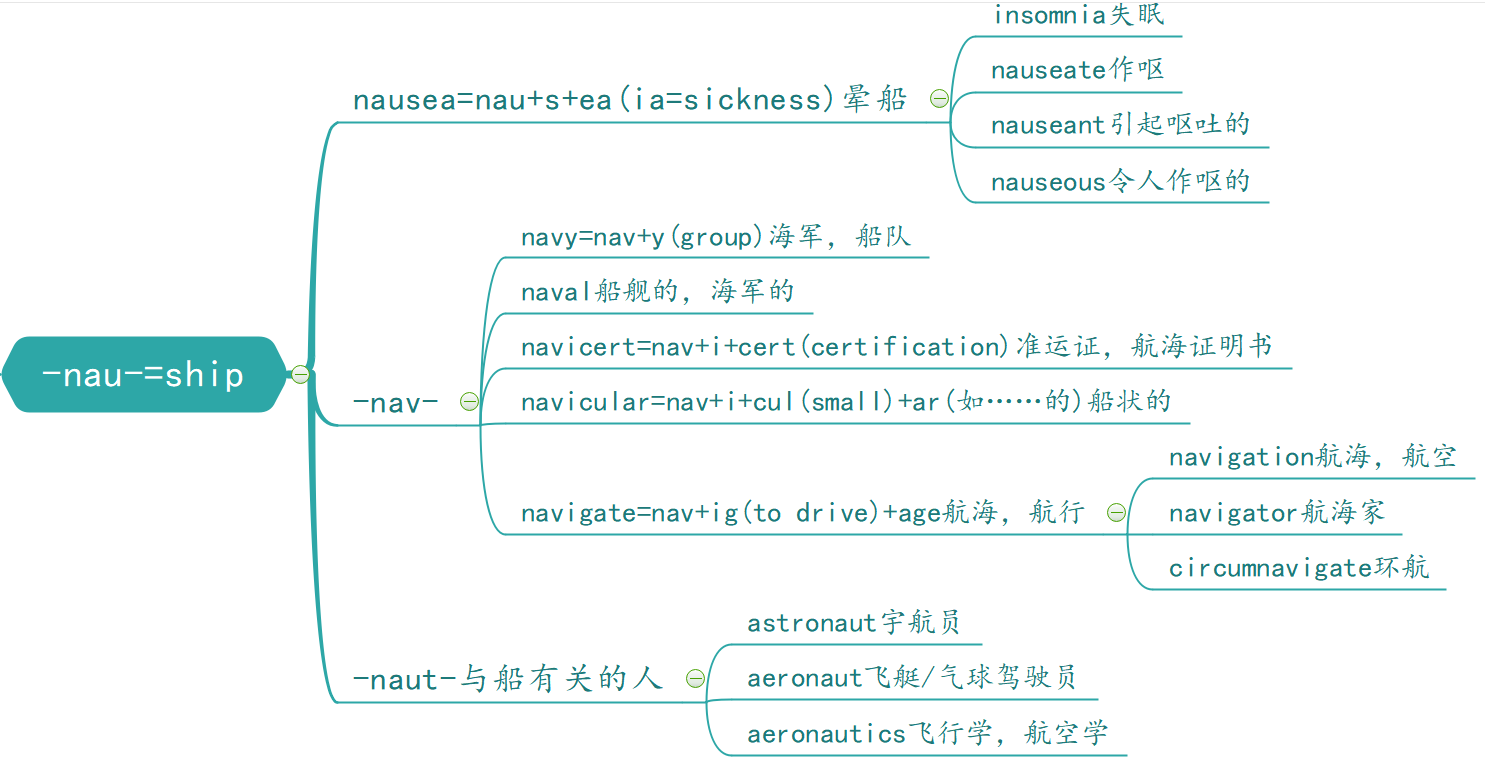 -nau-=ship
nausea=nau+s+ea(ia=sickness)晕船
insomnia失眠
nauseate作呕
nauseant引起呕吐的
nauseous令人作呕的
-nav-
navy=nav+y(group)海军，船队
naval船舰的，海军的
navicert=nav+i+cert(certification)准运证，航海证明书
navicular=nav+i+cul(small)+ar(如……的)船状的
navigate=nav+ig(to drive)+age航海，航行
navigation航海，航空
navigator航海家
circumnavigate环航
-naut-与船有关的人
astronaut宇航员
aeronaut飞艇/气球驾驶员
aeronautics飞行学，航空学